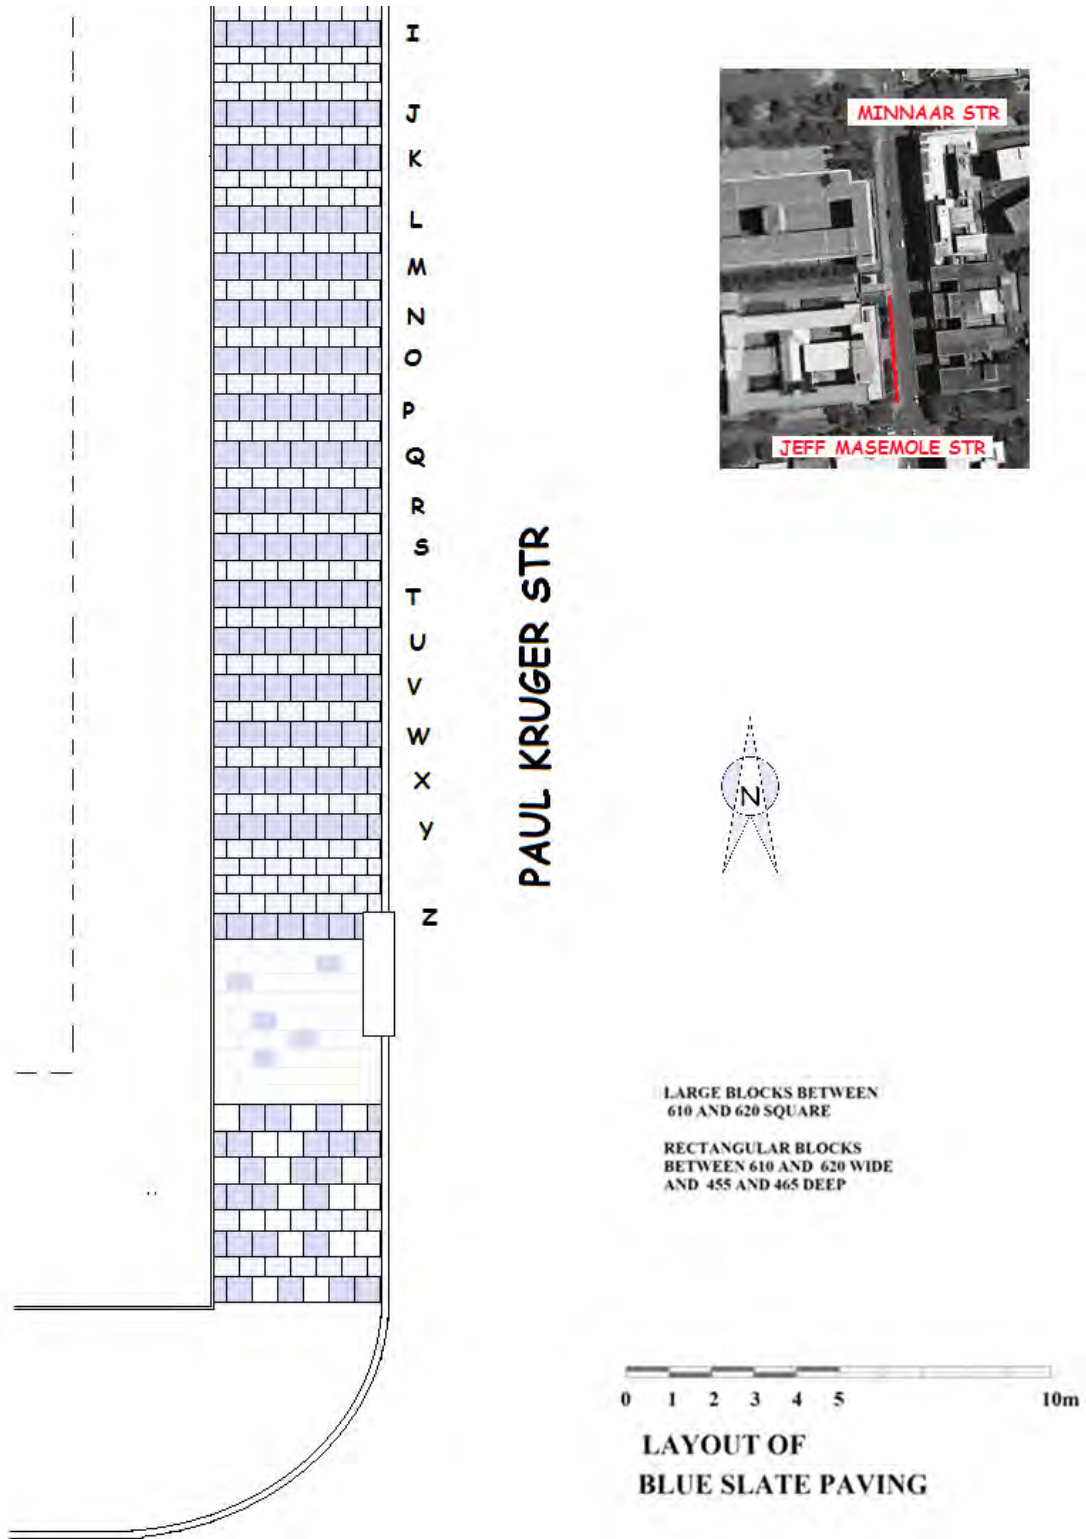 I
J
K
L
M
N
O
P
Q
R
S
T
U
V
W
X
Y
Z
MINNAAR STR
JEFF MASEMOLE STR
PAUL KRUGER STR
N
LARGE BLOCKS BETWEEN
610 AND 620 SQUARE
RECTANGULAR BLOCKS
BETWEEN 610 AND 620 WIDE
AND 455 AND 465 DEEP
0 1 2 3 4 5 10m
LAYOUT OF
BLUE SLATE PAVING